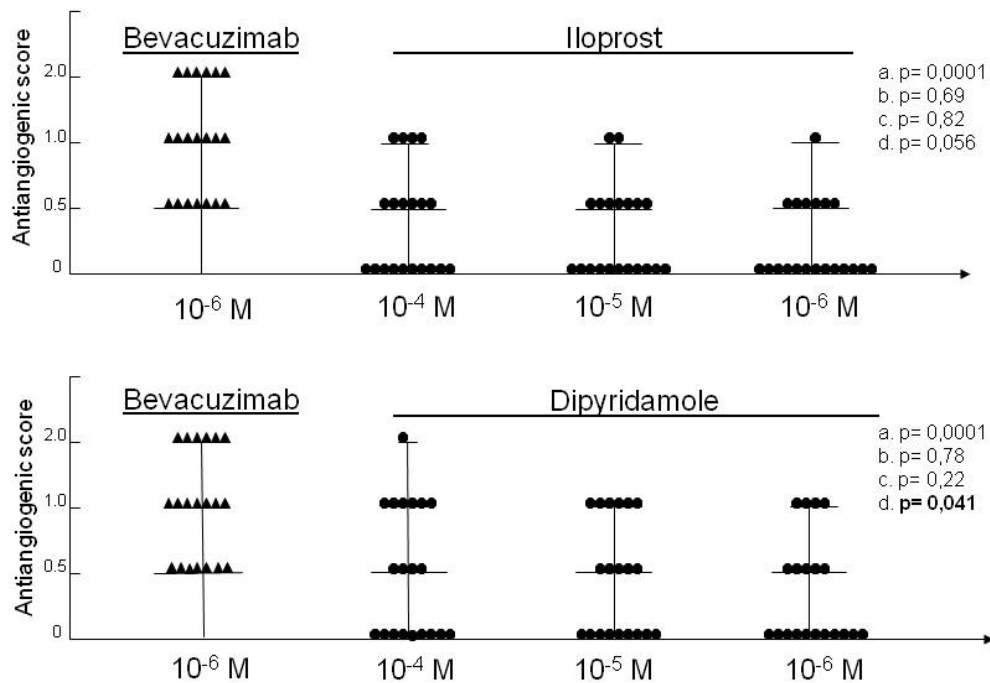 Bevacuzimab
Iloprost
Antiangiogenic score
2.0
1.0
0.5
0
a. p= 0,0001
b. p= 0,69
c. p= 0,82
d. p= 0,056
10⁻⁶ M
10⁻⁴ M
10⁻⁵ M
10⁻⁶ M
Bevacuzimab
Dipyridamole
Antiangiogenic score
2.0
1.0
0.5
0
a. p= 0,0001
b. p= 0,78
c. p= 0,22
d. p= 0,041
10⁻⁶ M
10⁻⁴ M
10⁻⁵ M
10⁻⁶ M